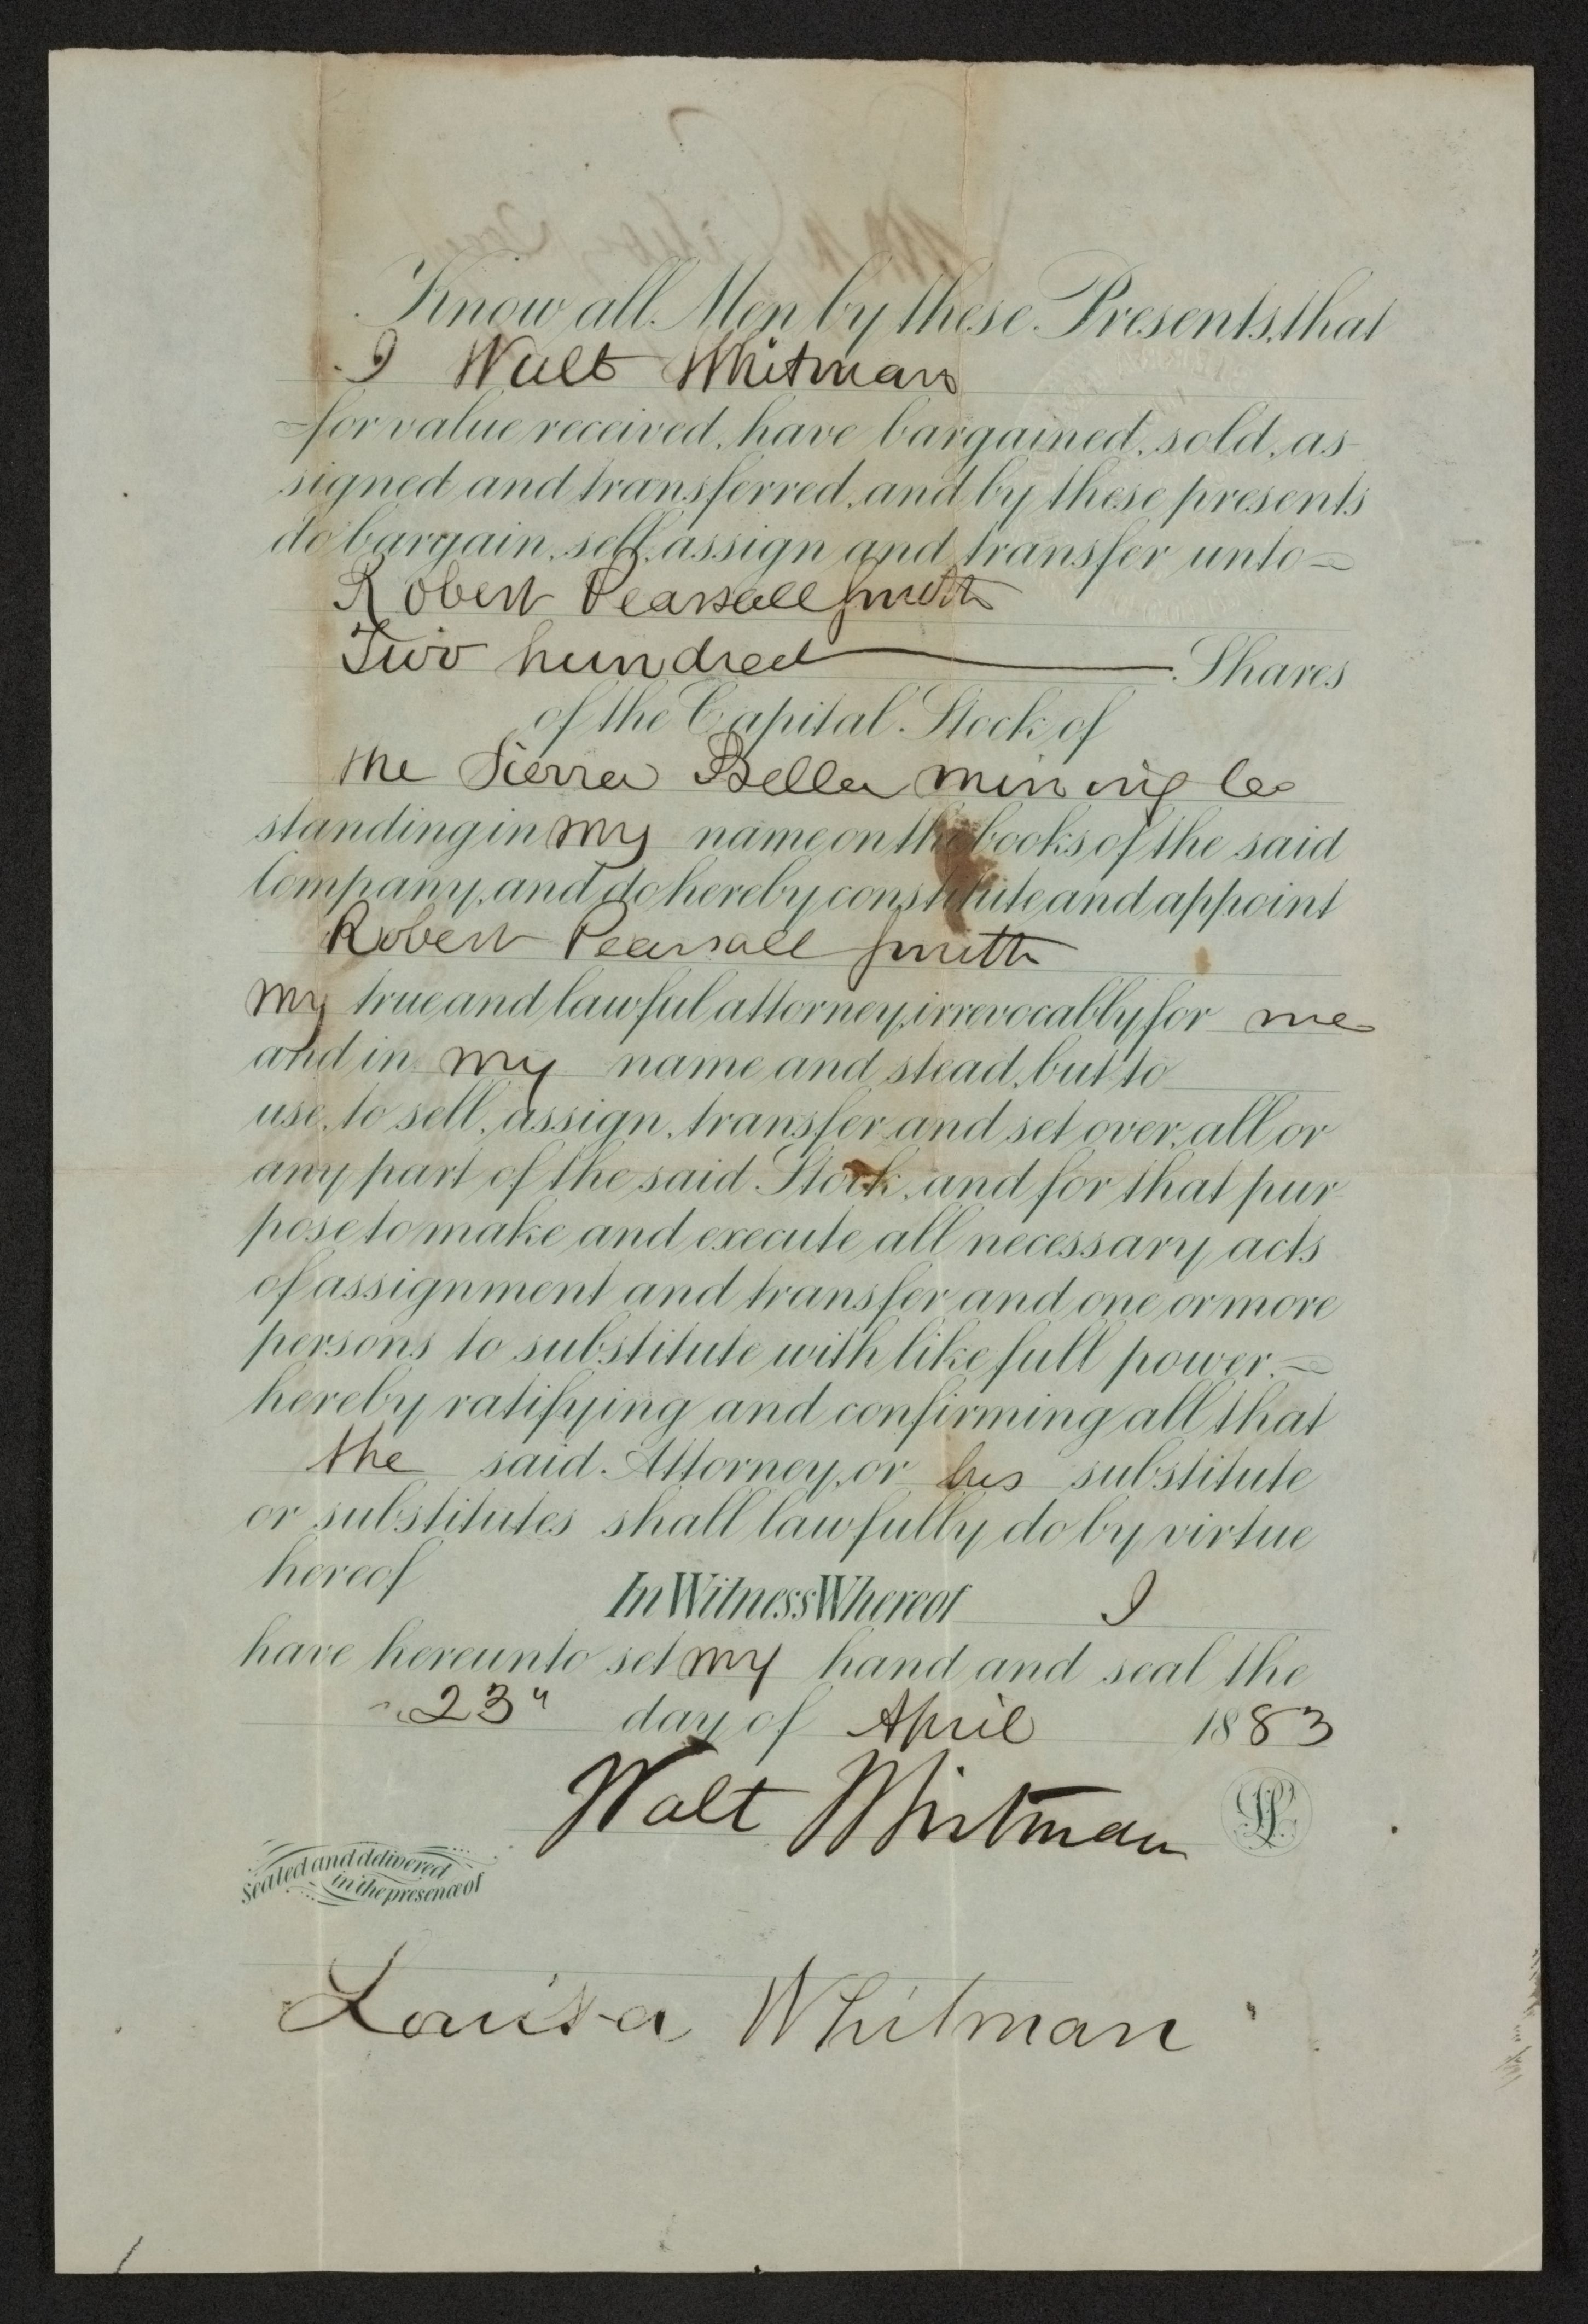 Know all Men by these Presents, that
I Walt Whitman
for value received, have bargained, sold, as-
signed and transferred, and by these presents
do bargain, sell, assign and transfer unto
Robert Pearsall Smith
Two hundred Shares
of the Capital Stock of
the Sierra Bella Mining Co
standing in my name on the books of the said
Company, and do hereby constitute and appoint
Robert Pearsall Smith
my true and lawful attorney, irrevocably for me
and in my name and stead, but to
use, to sell, assign, transfer and set over, all or
any part of the said Stock, and for that pur-
pose to make and execute all necessary acts
of assignment and transfer and one or more
persons to substitute with like full power,
hereby ratifying and confirming all that
the said Attorney, or his substitute
or substitutes shall lawfully do by virtue
hereof In Witness Whereof I
have hereunto set my hand and seal the
23" day of April 1883
Walt Whitman LS
Sealed and delivered
in the presence of
Louisa Whitman